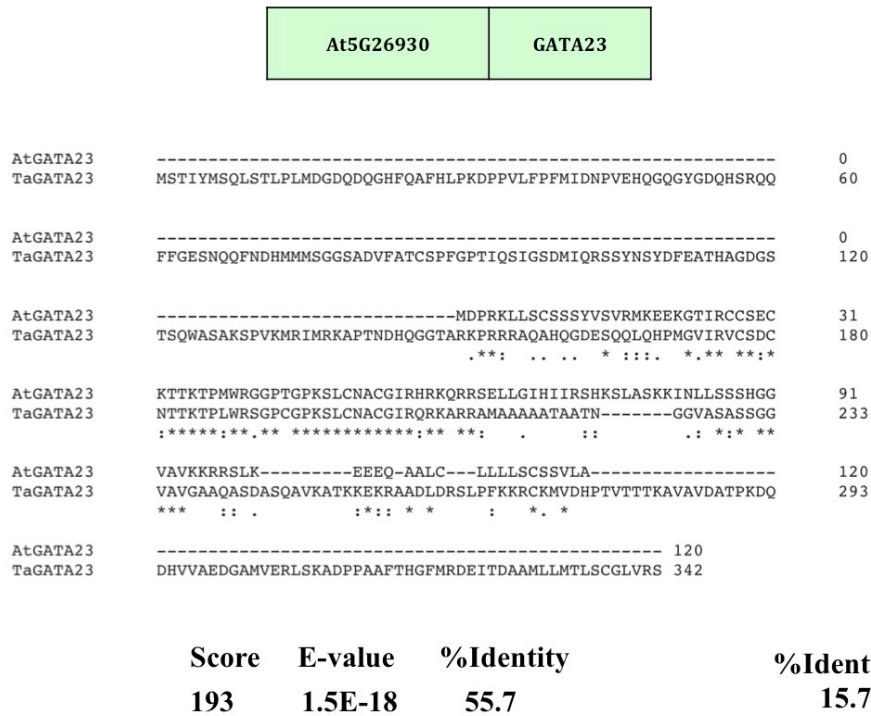 At5G26930 GATA23
AtGATA23 ------------------------------------------------------------ 0
TaGATA23 MSTIYMSQLSTLPLMDGDQDQGHFQAFHLPKDPPVLFPFMIDNPVEHQGQGYGDQHSRQQ 60
AtGATA23 ------------------------------------------------------------ 0
TaGATA23 FFGESNQQFNDHMMMSGGSADVFATCSPFGPTIQSIGSDMIQRSSYNSYDFEATHAGDGS 120
AtGATA23 -----------------------------MDPRKLLSCSSSYVSVRMKEEKGTIRCCSEC 31
TaGATA23 TSQWASAKSPVKMRIMRKAPTNDHQGGTARKPRRRAQAHQGDESQQLQHPMGVIRVCSDC 180
.**: .. .. * :::. *.** **:*
AtGATA23 KTTKTPMWRGGPTGPKSLCNACGIRHRKQRRSELLGIHIIRSHKSLASKKINLLSSSHGG 91
TaGATA23 NTTKTPLWRSGPCGPKSLCNACGIRQRKARRAMAAAAATAATN-------GGVASASSGG 233
:*****:**.** ************:** **: . :: .: *:* **
AtGATA23 VAVKKRRSLK---------EEEQ-AALC---LLLLSCSSVLA------------------ 120
TaGATA23 VAVGAAQASDASQAVKATKKEKRAADLDRSLPFKKRCKMVDHPTVTTTKAVAVDATPKDQ 293
*** :: . :*:: * * : *. *
AtGATA23 ------------------------------------------------- 120
TaGATA23 DHVVAEDGAMVERLSKADPPAAFTHGFMRDEITDAAMLLMTLSCGLVRS 342
Score E-value %Identity %Ident
193 1.5E-18 55.7 15.7